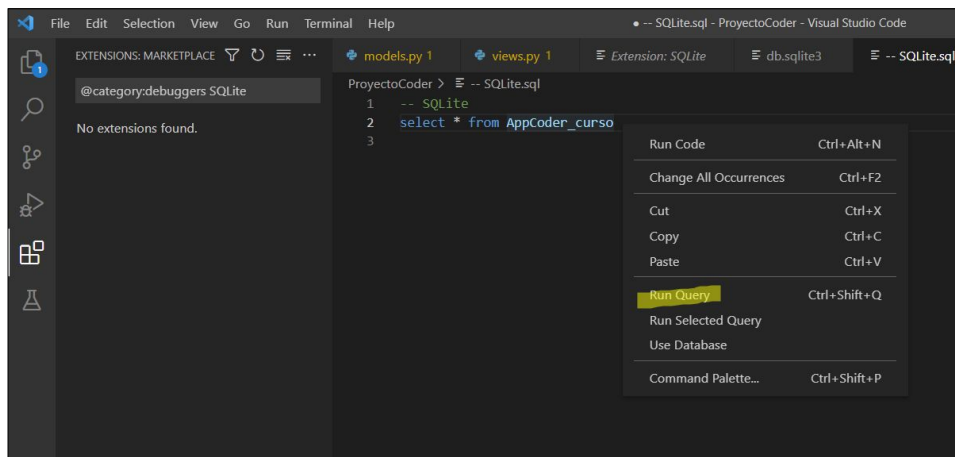 File Edit Selection View Go Run Terminal Help
● -- SQLite.sql - ProyectoCoder - Visual Studio Code
EXTENSIONS: MARKETPLACE
models.py 1
views.py 1
Extension: SQLite
db.sqlite3
-- SQLite.sql
@category:debuggers SQLite
No extensions found.
ProyectoCoder > -- SQLite.sql
1 -- SQLite
2 select * from AppCoder_curso
3
1
Run Code Ctrl+Alt+N
Change All Occurrences Ctrl+F2
Cut Ctrl+X
Copy Ctrl+C
Paste Ctrl+V
Run Query Ctrl+Shift+Q
Run Selected Query
Use Database
Command Palette... Ctrl+Shift+P